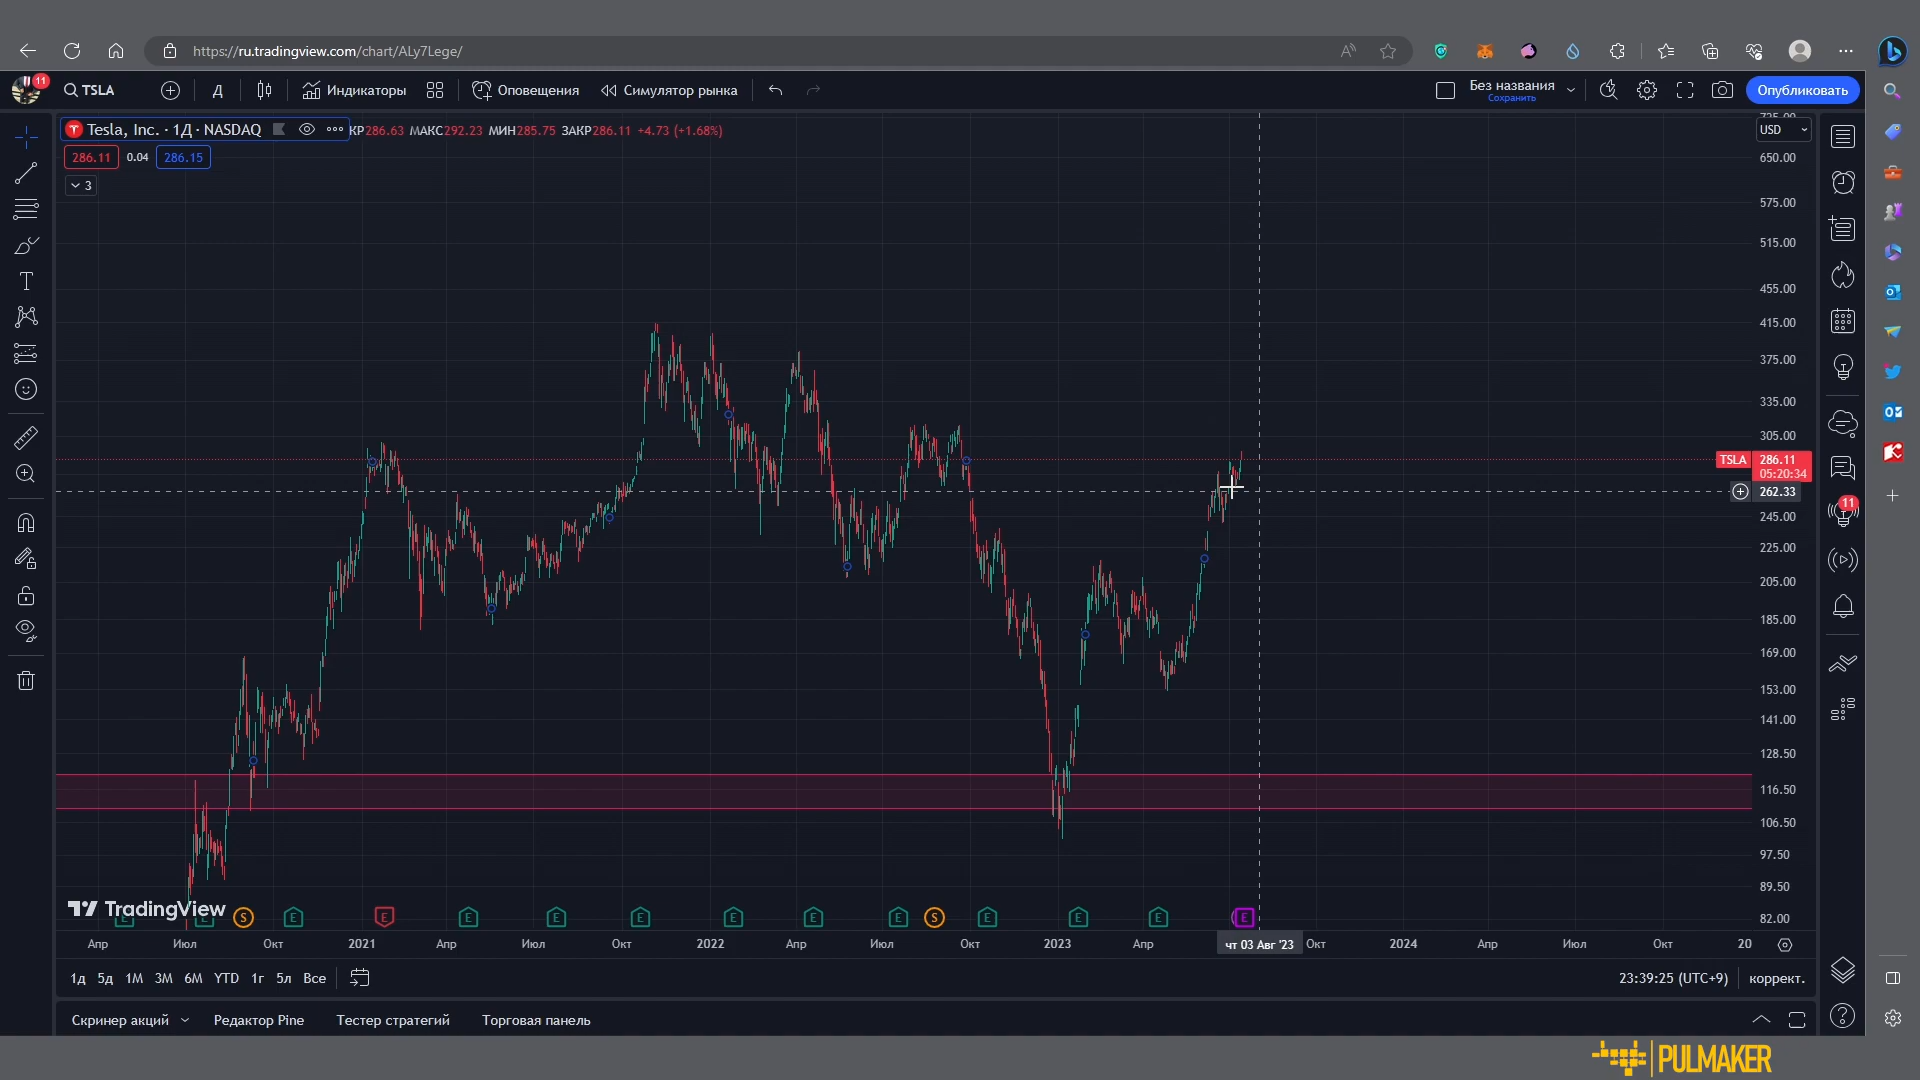 https://ru.tradingview.com/chart/ALy7Lege/
11
TSLA
Д
Индикаторы
Оповещения
Симулятор рынка
Без названия
Сохранить
Опубликовать
Tesla, Inc. · 1Д · NASDAQ
КР286.63 МАКС292.23 МИН285.75 ЗАКР286.11 +4.73 (+1.68%)
286.11
0.04
286.15
3
USD
725.00
650.00
575.00
515.00
455.00
415.00
375.00
335.00
305.00
TSLA 286.11
05:20:34
262.33
245.00
225.00
205.00
185.00
169.00
153.00
141.00
128.50
116.50
106.50
97.50
89.50
82.00
11
TradingView
E E S E E E E E E E E S E E E E
Апр Июл Окт 2021 Апр Июл Окт 2022 Апр Июл Окт 2023 Апр чт 03 Авг '23 Окт 2024 Апр Июл Окт 20
1д 5д 1М 3М 6М YTD 1г 5л Все
23:39:25 (UTC+9)
коррект.
Скринер акций
Редактор Pine
Тестер стратегий
Торговая панель
PULMAKER